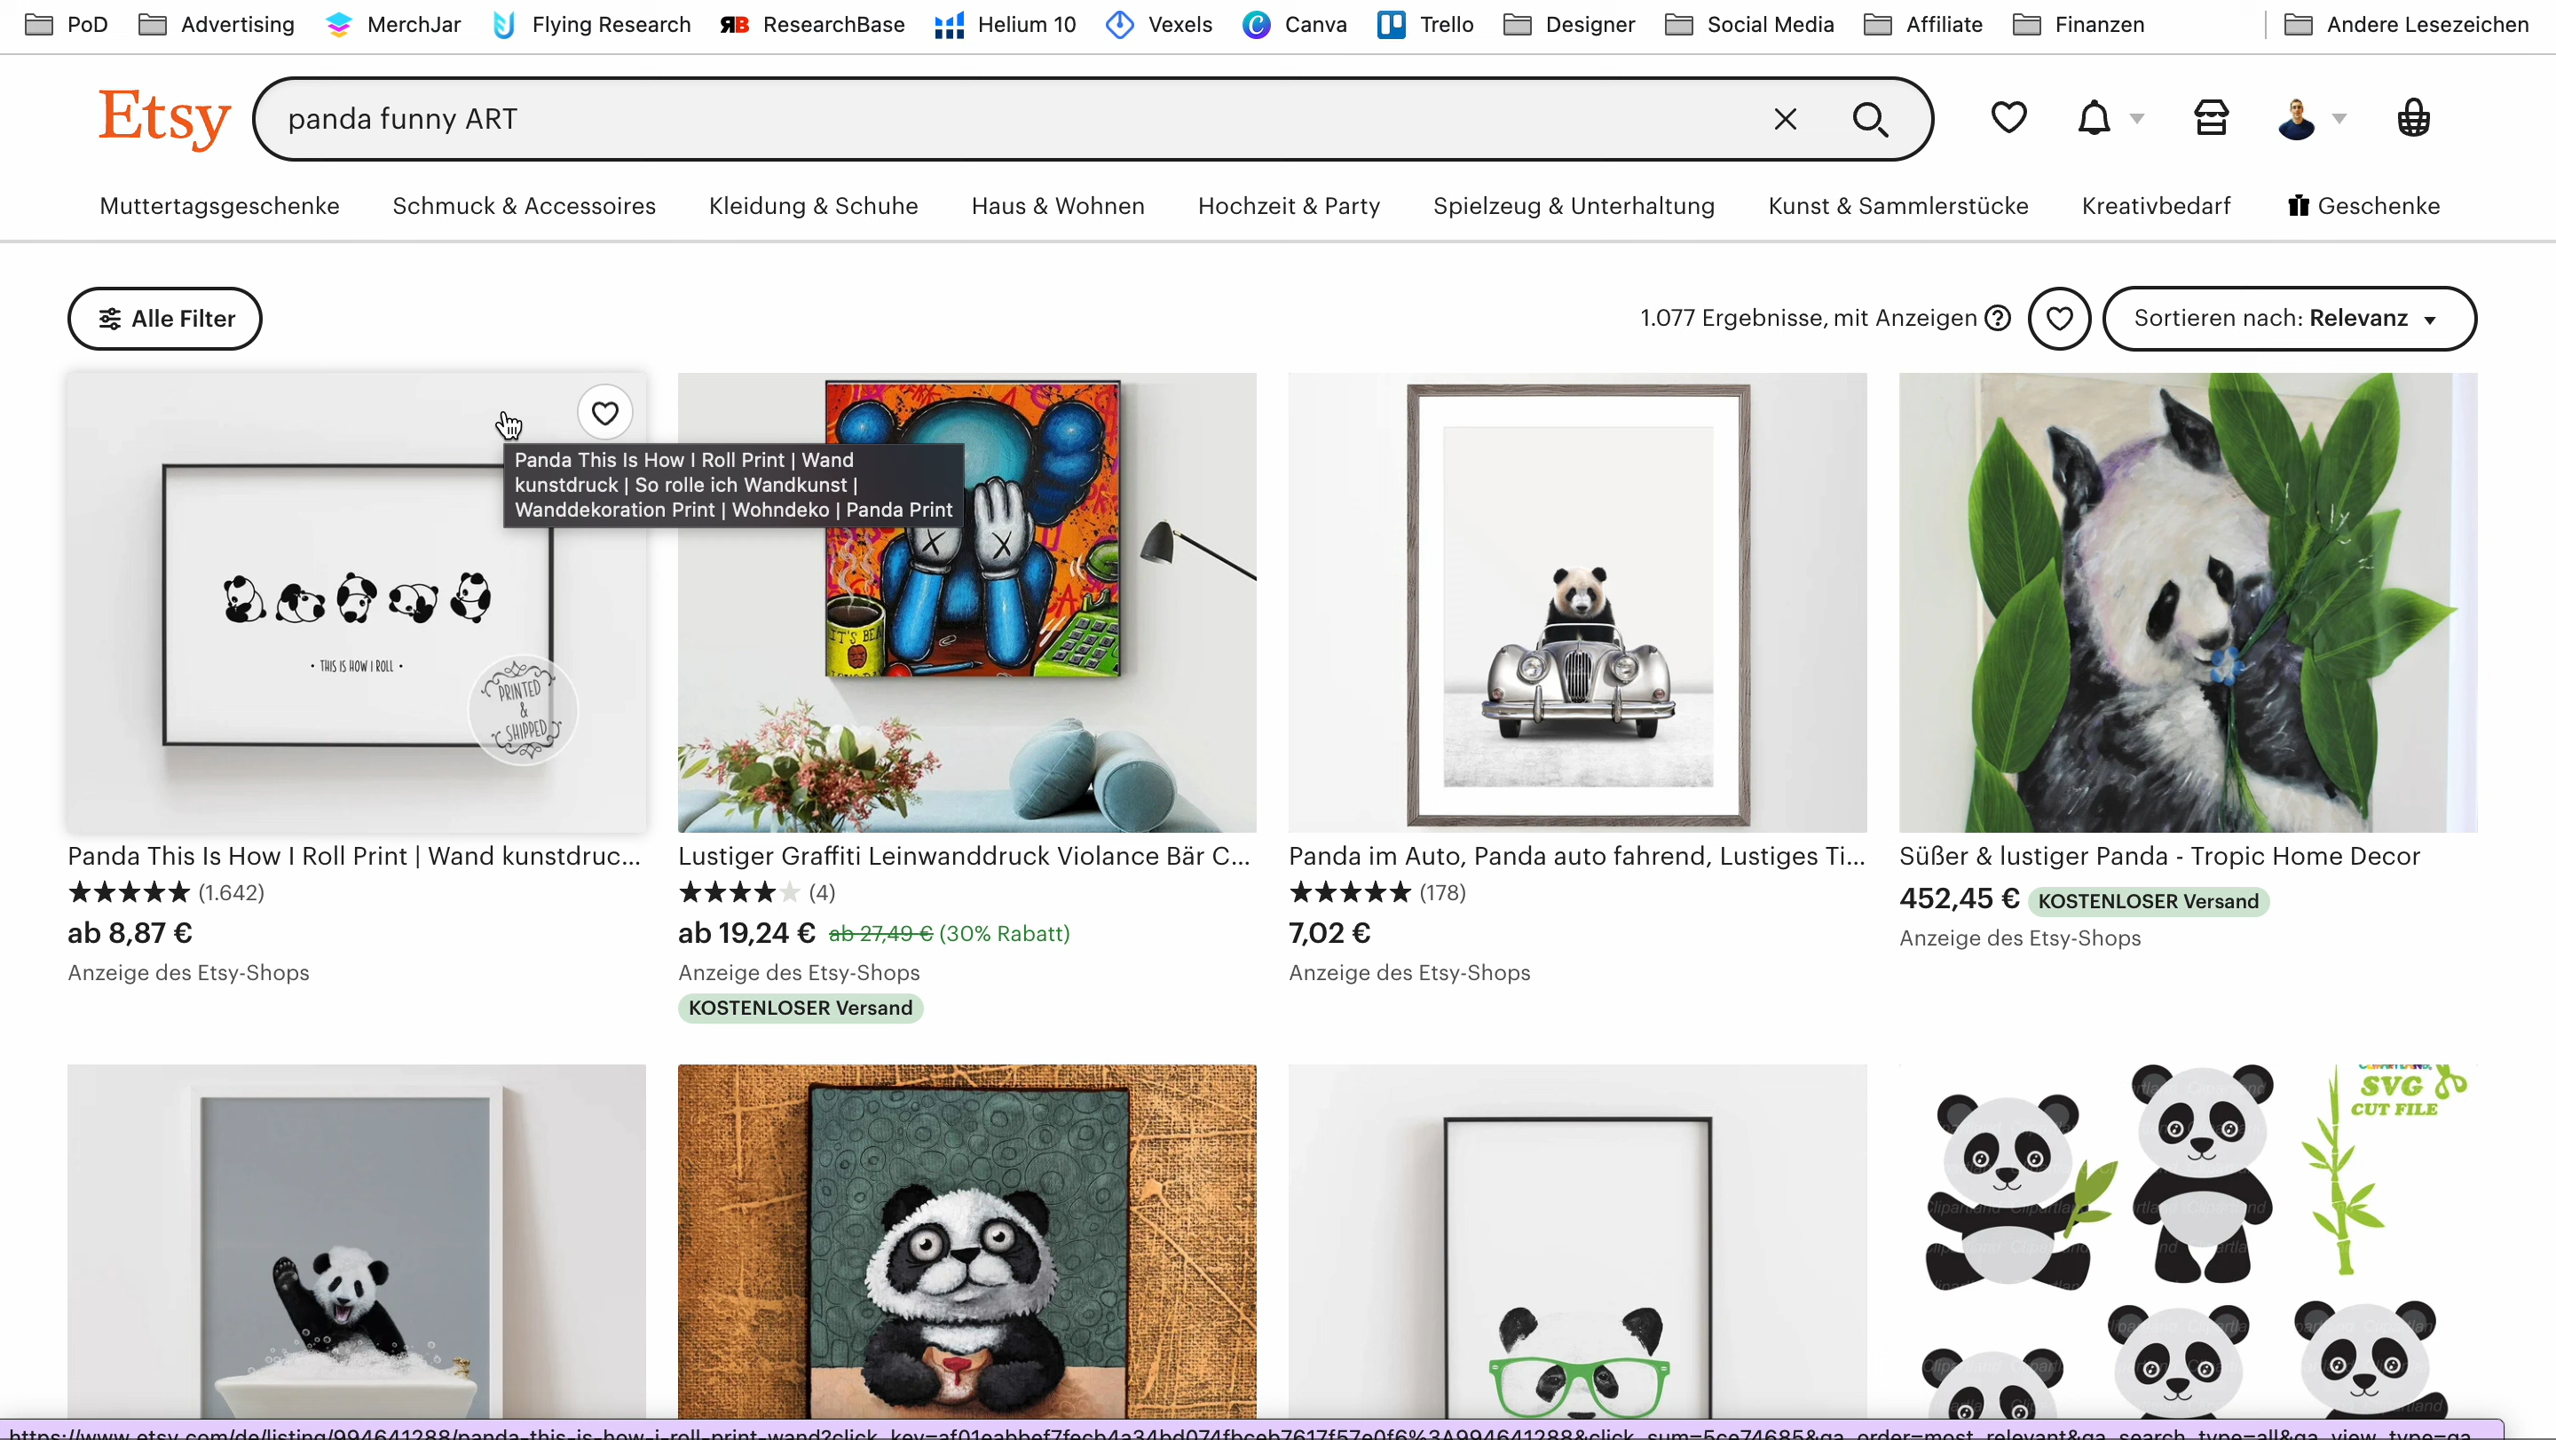 PoD Advertising MerchJar Flying Research ResearchBase Helium 10 Vexels Canva Trello Designer Social Media Affiliate Finanzen Andere Lesezeichen
Etsy panda funny ART
Muttertagsgeschenke Schmuck & Accessoires Kleidung & Schuhe Haus & Wohnen Hochzeit & Party Spielzeug & Unterhaltung Kunst & Sammlerstücke Kreativbedarf Geschenke
Alle Filter 1.077 Ergebnisse, mit Anzeigen ? Sortieren nach: Relevanz
Panda This Is How I Roll Print | Wand
kunstdruck | So rolle ich Wandkunst |
Wanddekoration Print | Wohndeko | Panda Print
• THIS IS HOW I ROLL •
PRINTED
&
SHIPPED
IT'S BEA
Panda This Is How I Roll Print | Wand kunstdruc...
(1.642)
ab 8,87 €
Anzeige des Etsy-Shops
Lustiger Graffiti Leinwanddruck Violance Bär C...
(4)
ab 19,24 € ab 27,49 € (30% Rabatt)
Anzeige des Etsy-Shops
KOSTENLOSER Versand
Panda im Auto, Panda auto fahrend, Lustiges Ti...
(178)
7,02 €
Anzeige des Etsy-Shops
Süßer & lustiger Panda - Tropic Home Decor
452,45 € KOSTENLOSER Versand
Anzeige des Etsy-Shops
SVG
CUT FILE